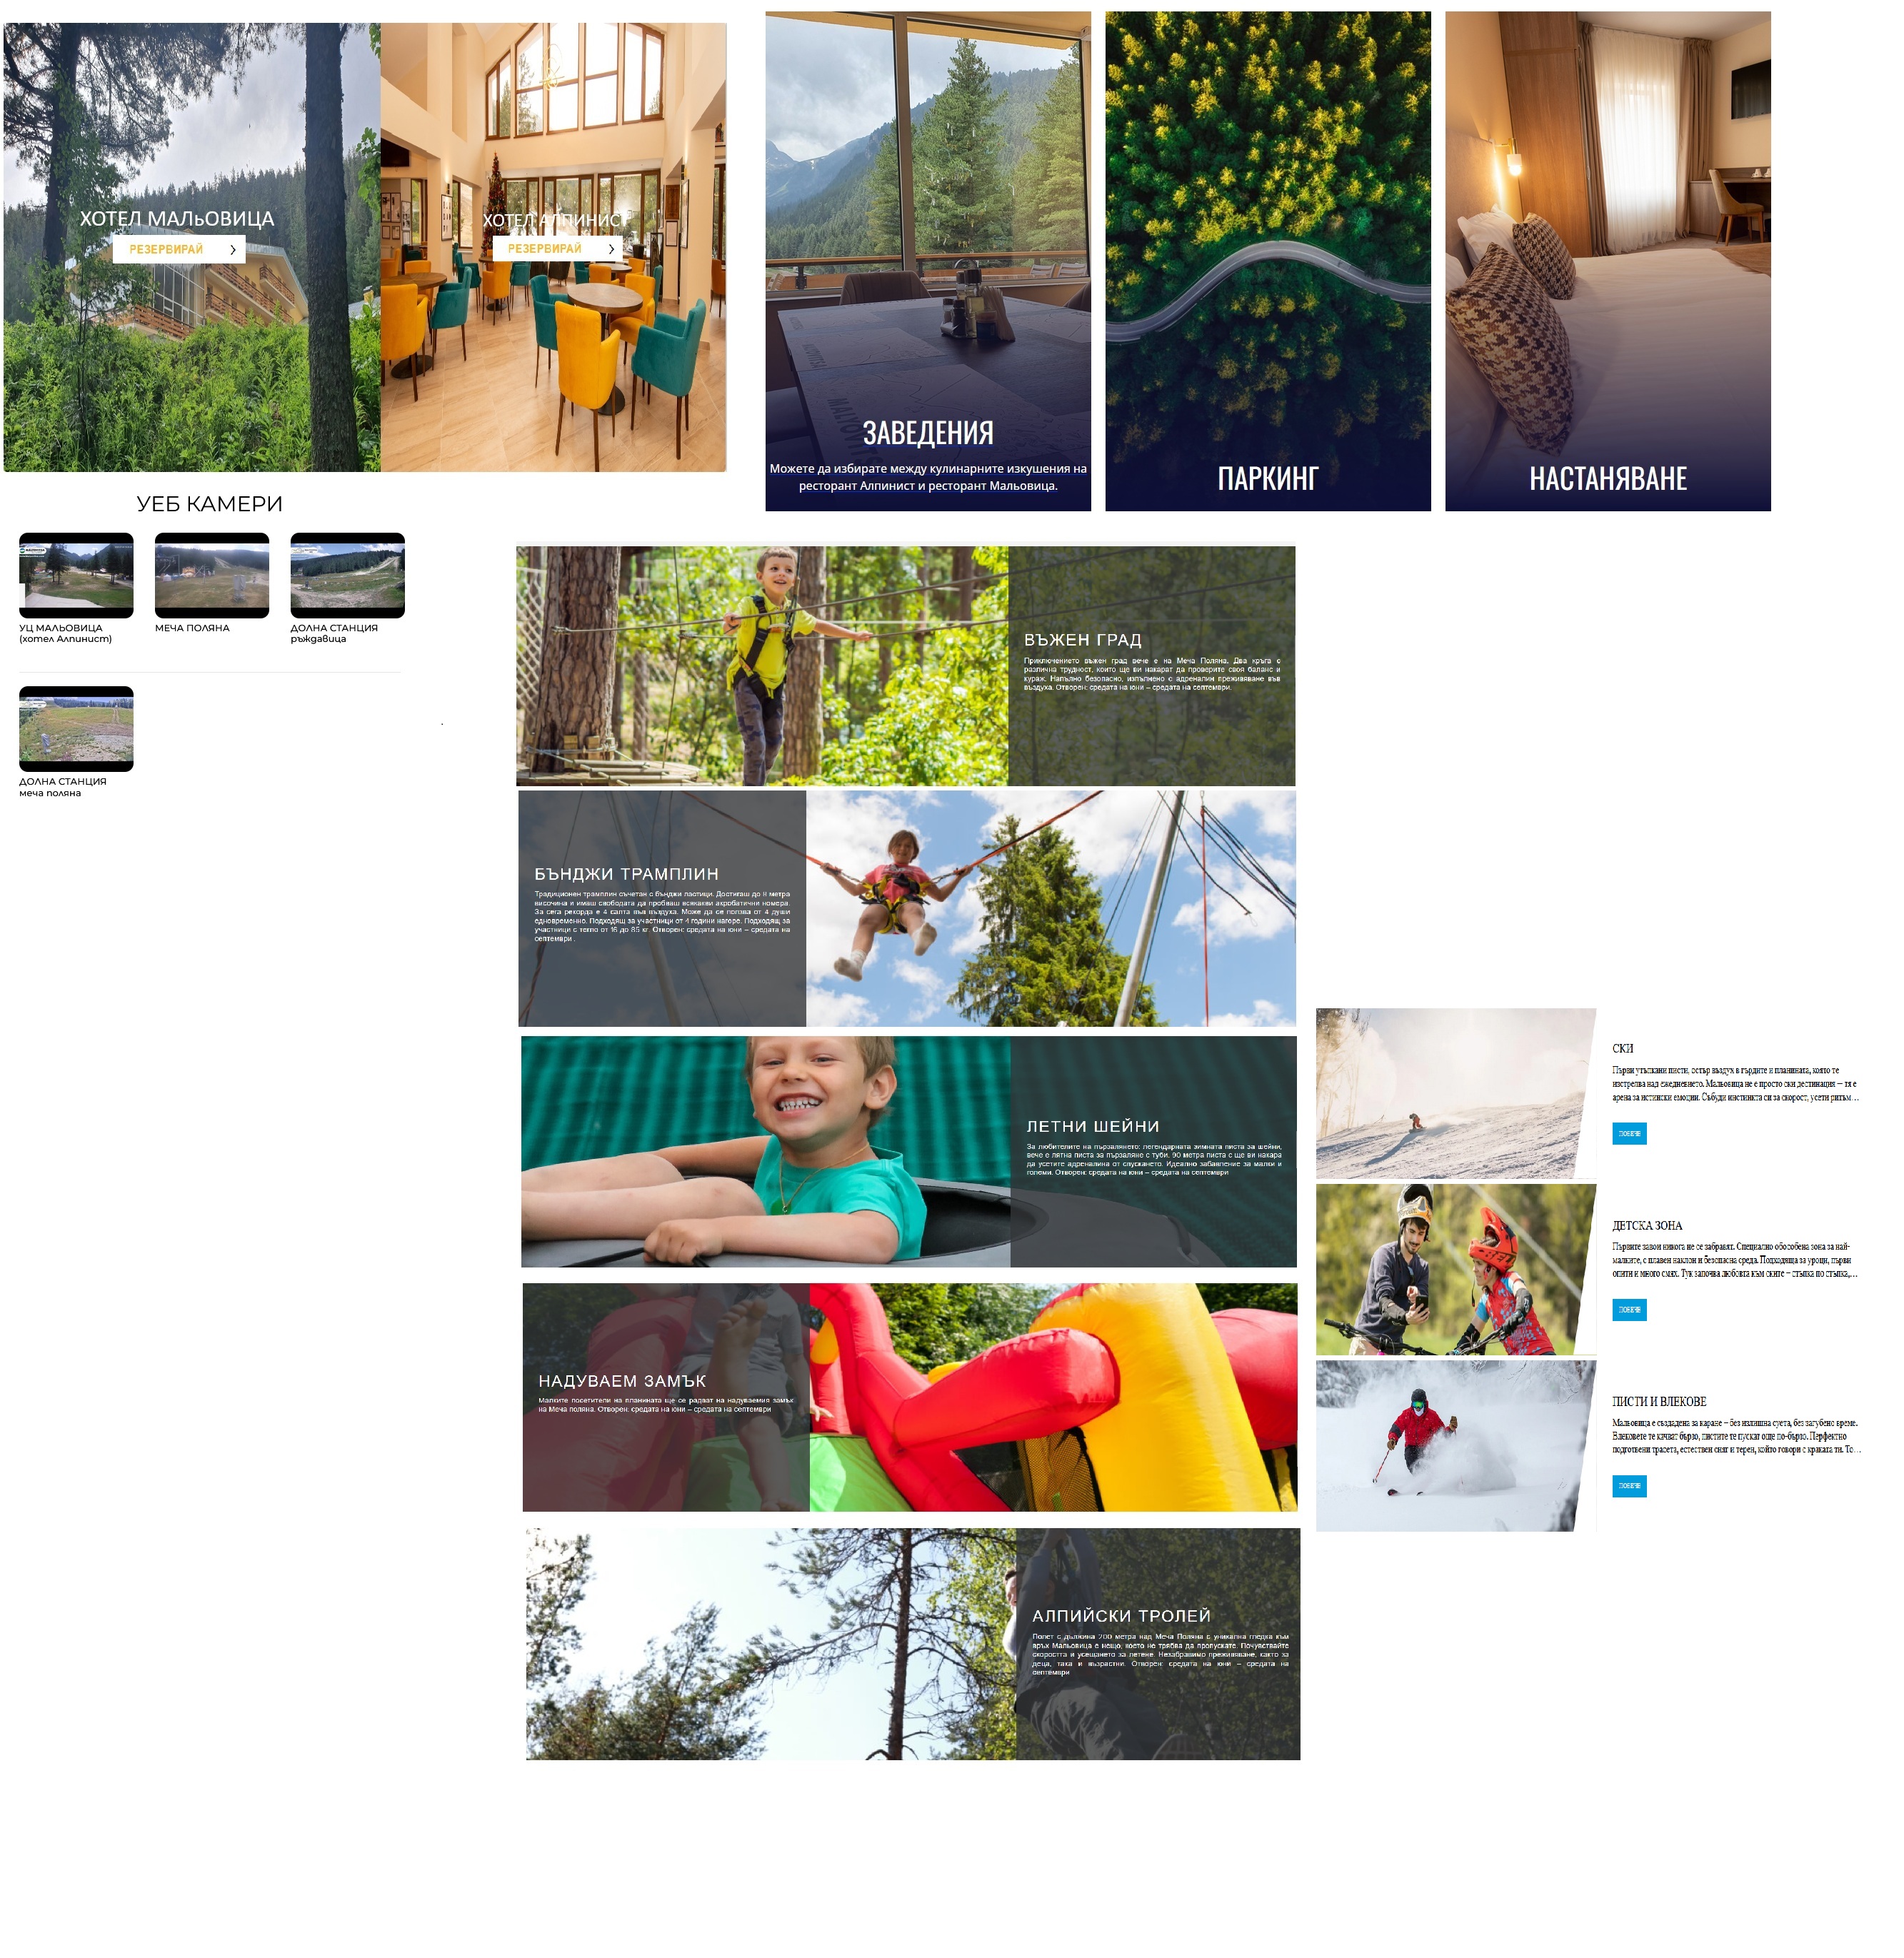 ХОТЕЛ МАЛЬОВИЦА
РЕЗЕРВИРАЙ
ХОТЕЛ АЛПИНИСТ
РЕЗЕРВИРАЙ
ЗАВЕДЕНИЯ
Можете да избирате между кулинарните изкушения на
ресторант Алпинист и ресторант Мальовица.
ПАРКИНГ
НАСТАНЯВАНЕ
УЕБ КАМЕРИ
УЦ МАЛЬОВИЦА
(хотел Алпинист)
МЕЧА ПОЛЯНА
ДОЛНА СТАНЦИЯ
ръждавица
ДОЛНА СТАНЦИЯ
меча поляна
ВЪЖЕН ГРАД
Приключението въжен град вече е на Меча Поляна. Два кръга с
различна трудност, които ще ви накарат да проверите своя баланс и
кураж. Напълно безопасно, изпълнено с адреналин преживяване във
въздуха. Отворен: средата на юни – средата на септември.
БЪНДЖИ ТРАМПЛИН
Традиционен трамплин съчетан с бънджи ластици. Достигаш до 8 метра
височина и имаш свободата да пробваш всякакви акробатични номера.
За сега рекорда е 4 салта във въздуха. Може да се ползва от 4 души
едновременно. Подходящ за участници от 4 години нагоре. Подходящ за
участници с тегло от 16 до 85 кг. Отворен: средата на юни – средата на
септември.
ЛЕТНИ ШЕЙНИ
За любителите на пързалянето: легендарната зимната писта за шейни,
вече е лятна писта за пързаляне с туби. 90 метра писта с ще ви накара
да усетите адреналина от спускането. Идеално забавление за малки и
големи. Отворен: средата на юни – средата на септември
НАДУВАЕМ ЗАМЪК
Малките посетители на планината ще се радват на надуваемия замък
на Меча поляна. Отворен: средата на юни – средата на септември
АЛПИЙСКИ ТРОЛЕЙ
Полет с дължина 200 метра над Меча Поляна с уникална гледка към
връх Мальовица е нещо, което не трябва да пропускате. Почувствайте
скоростта и усещането за летене. Незабравимо преживяване, както за
деца, така и възрастни. Отворен: средата на юни – средата на
септември
СКИ
Първи утъпкани писти, остър въздух в гърдите и планината, която те
изстрелва над ежедневието. Мальовица не е просто ски дестинация – тя е
арена за истински емоции. Събуди инстинкта си за скорост, усети ритъм…
ПОВЕЧЕ
ДЕТСКА ЗОНА
Първите завои никога не се забравят. Специално обособена зона за най-
малките, с плавен наклон и безопасна среда. Подходяща за уроци, първи
опити и много смях. Тук започва любовта към ските – стъпка по стъпка,…
ПОВЕЧЕ
ПИСТИ И ВЛЕКОВЕ
Мальовица е създадена за каране – без излишна суета, без загубено време.
Влековете те качват бързо, пистите те пускат още по-бързо. Перфектно
подготвени трасета, естествен сняг и терен, който говори с краката ти. То…
ПОВЕЧЕ